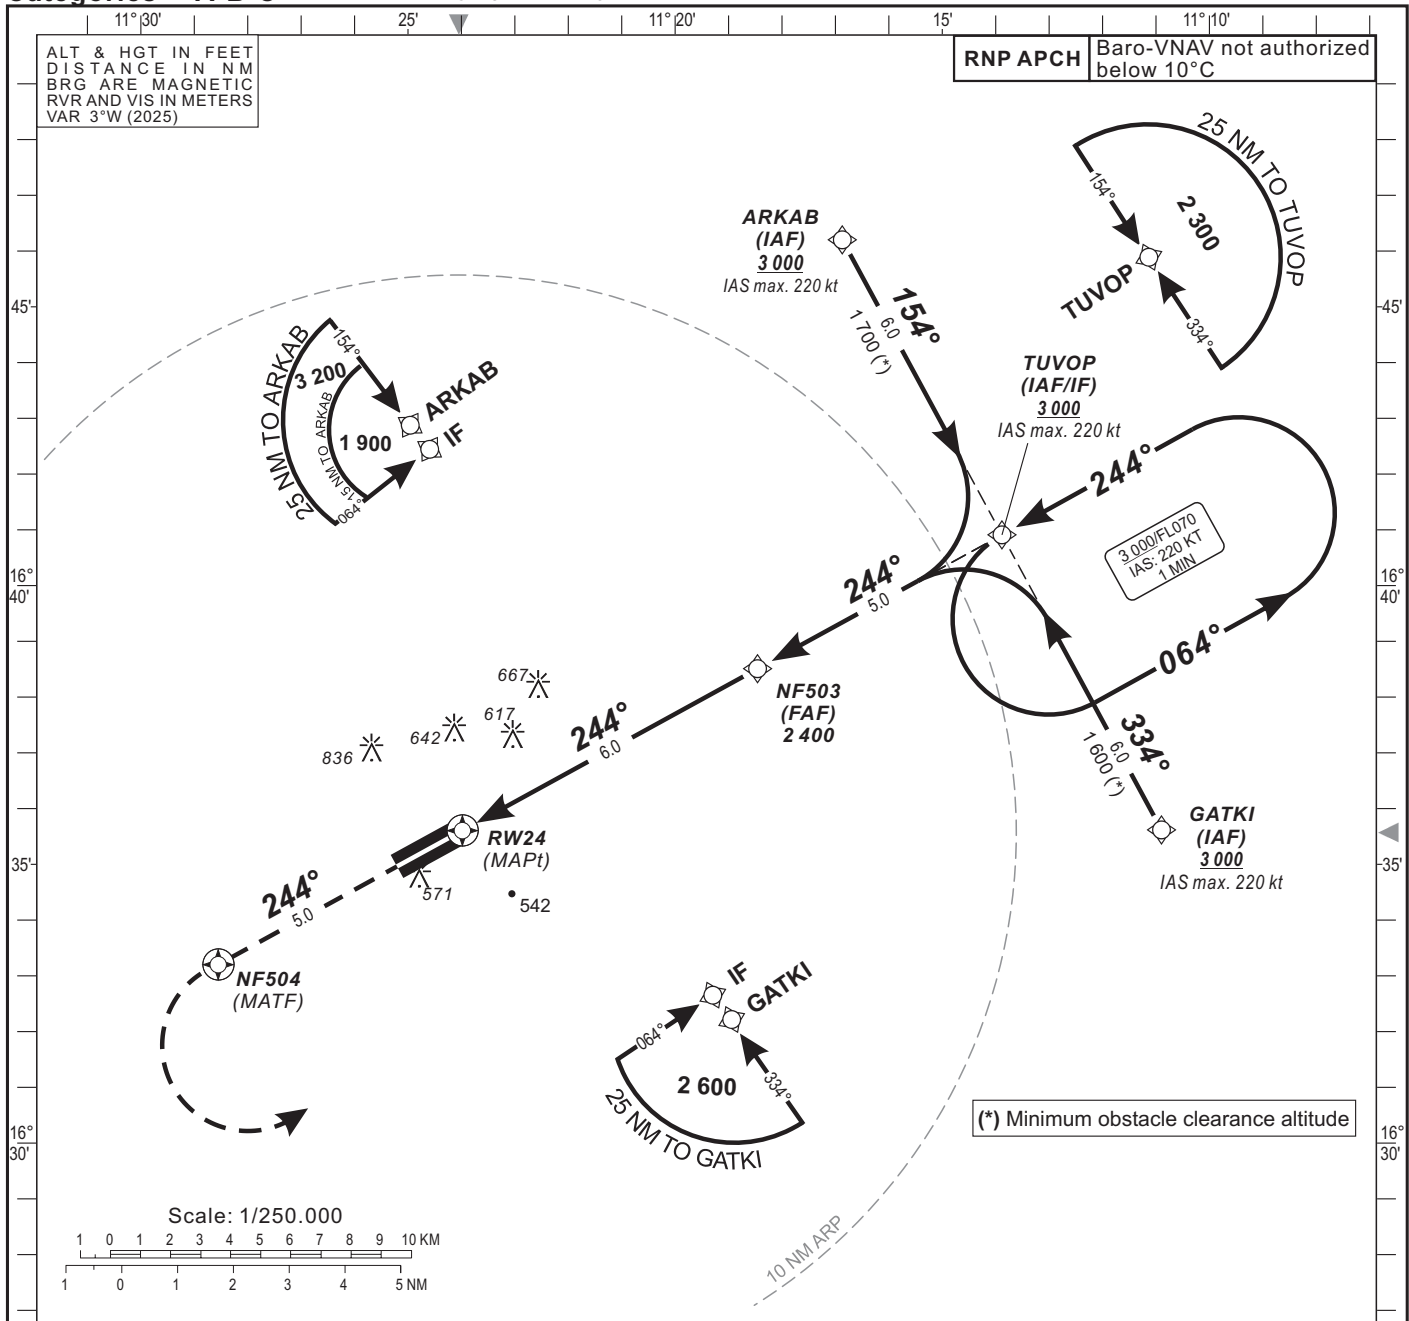 11° 30'
25'
11° 20'
15'
11° 10'
ALT & HGT IN FEET
DISTANCE IN NM
BRG ARE MAGNETIC
RVR AND VIS IN METERS
VAR 3°W (2025)
RNP APCH
Baro-VNAV not authorized
below 10°C
25 NM TO TUVOP
154°
2 300
TUVOP
334°
ARKAB
(IAF)
3 000
IAS max. 220 kt
154°
6.0
1 700 (*)
45'
45'
25 NM TO ARKAB
154°
3 200
15 NM TO ARKAB
1 900
064°
ARKAB
IF
TUVOP
(IAF/IF)
3 000
IAS max. 220 kt
244°
3 000/FL070
IAS: 220 KT
1 MIN
064°
16°
40'
16°
40'
244°
5.0
NF503
(FAF)
2 400
667
617
642
836
244°
6.0
334°
6.0
1 600 (*)
GATKI
(IAF)
3 000
IAS max. 220 kt
RW24
(MAPt)
35'
35'
571
542
244°
5.0
NF504
(MATF)
IF
GATKI
064°
334°
2 600
25 NM TO GATKI
(*) Minimum obstacle clearance altitude
16°
30'
16°
30'
10 NM ARP
Scale: 1/250.000
1 0 1 2 3 4 5 6 7 8 9 10 KM
1 0 1 2 3 4 5 NM